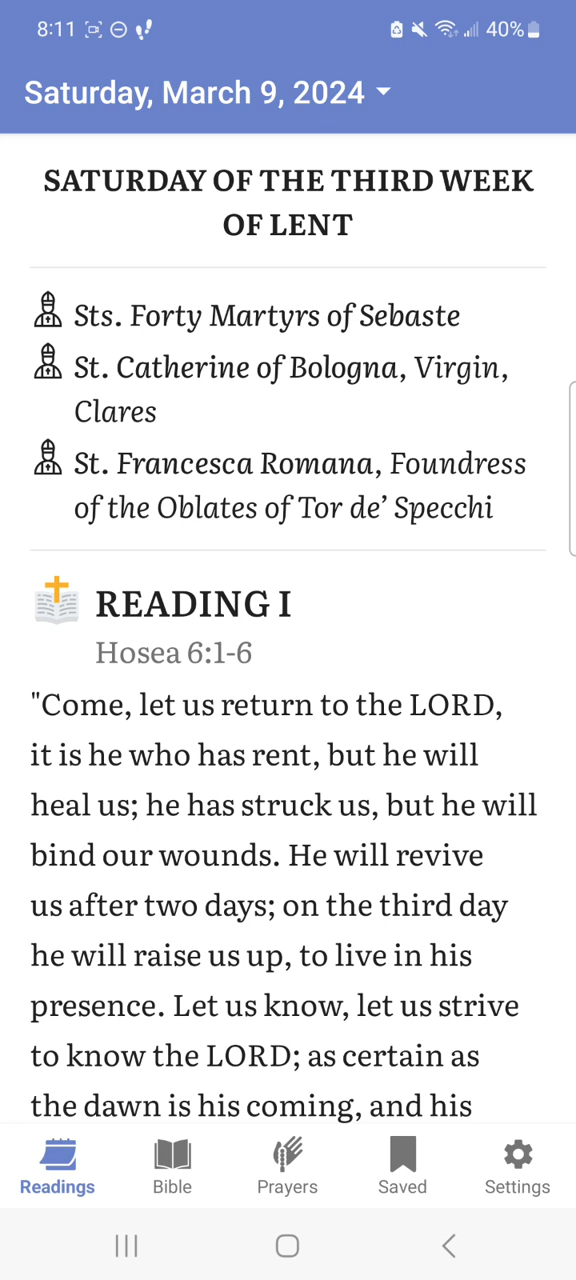 8:11
40%
Saturday, March 9, 2024
SATURDAY OF THE THIRD WEEK
OF LENT
Sts. Forty Martyrs of Sebaste
St. Catherine of Bologna, Virgin,
Clares
St. Francesca Romana, Foundress
of the Oblates of Tor de’ Specchi
READING I
Hosea 6:1-6
"Come, let us return to the LORD,
it is he who has rent, but he will
heal us; he has struck us, but he will
bind our wounds. He will revive
us after two days; on the third day
he will raise us up, to live in his
presence. Let us know, let us strive
to know the LORD; as certain as
the dawn is his coming, and his
Readings Bible Prayers Saved Settings